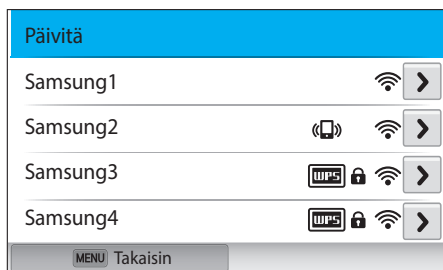 Päivitä
Samsung1
Samsung2
Samsung3 WPS
Samsung4 WPS
MENU Takaisin